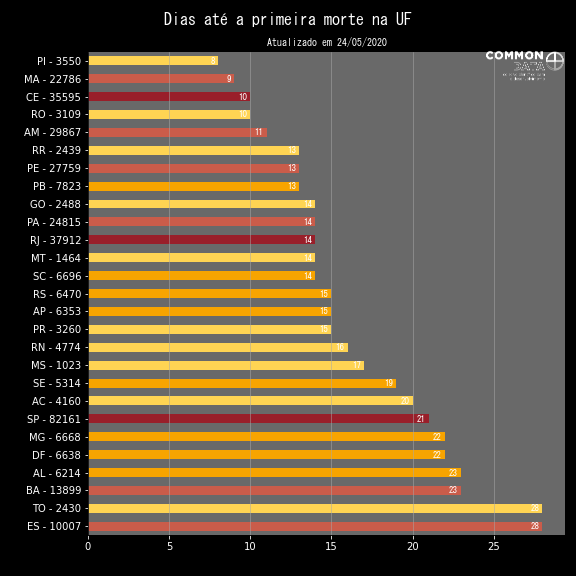 Dias até a primeira morte na UF
Atualizado em 24/05/2020
COMMON
DATA
PI - 3550 8
MA - 22786 9
CE - 35595 10
RO - 3109 10
AM - 29867 11
RR - 2439 13
PE - 27759 13
PB - 7823 13
GO - 2488 14
PA - 24815 14
RJ - 37912 14
MT - 1464 14
SC - 6696 14
RS - 6470 15
AP - 6353 15
PR - 3260 15
RN - 4774 16
MS - 1023 17
SE - 5314 19
AC - 4160 20
SP - 82161 21
MG - 6668 22
DF - 6638 22
AL - 6214 23
BA - 13899 23
TO - 2430 28
ES - 10007 28
0 5 10 15 20 25